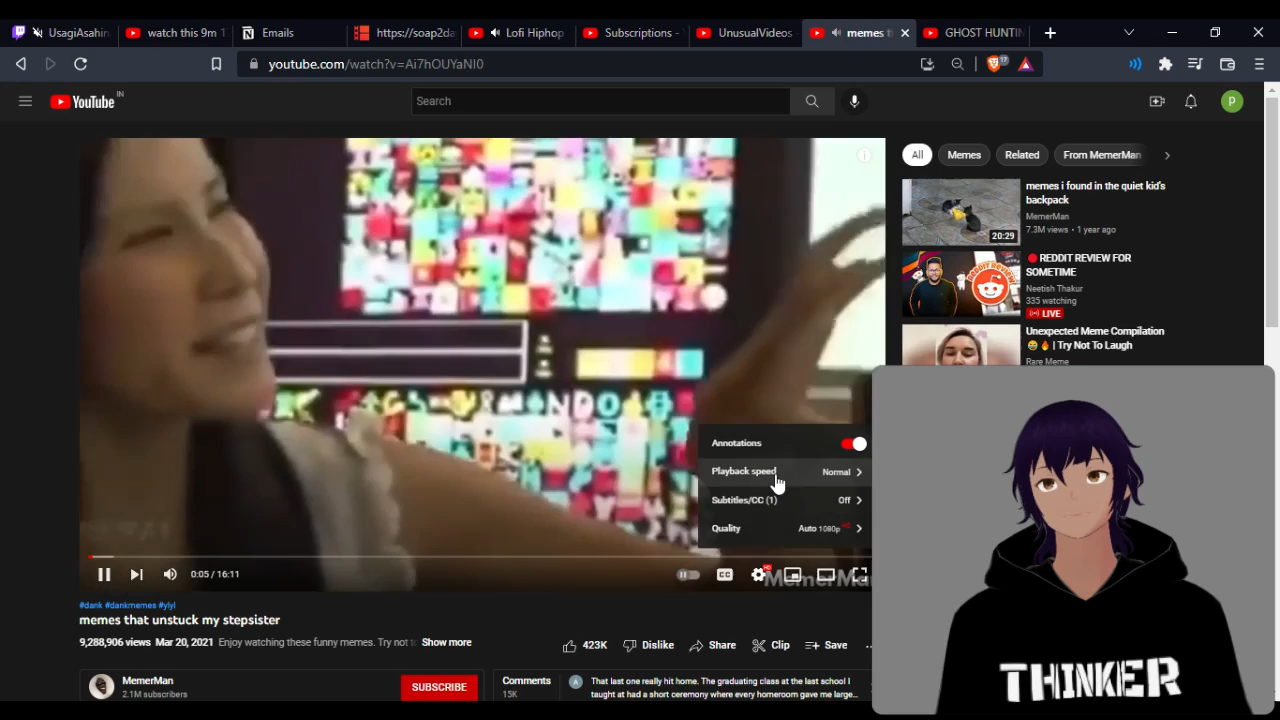 UsagiAsahin
watch this 9m T
Emails
https://soap2da
Lofi Hiphop
Subscriptions -
UnusualVideos
memes t
GHOST HUNTIN
youtube.com/watch?v=Ai7hOUYaNI0
17
YouTube IN
Search
p
All
Memes
Related
From MemerMan
memes i found in the quiet kid's
backpack
MemerMan
7.3M views • 1 year ago
20:29
REDDIT REVIEW FOR
SOMETIME
Neetish Thakur
335 watching
LIVE
Unexpected Meme Compilation
| Try Not To Laugh
Rare Meme
Annotations
Playback speed Normal
Subtitles/CC (1) Off
Quality Auto 1080p HD
0:05 / 16:11
CC
HD
MemerMan
#dank #dankmemes #ylyl
memes that unstuck my stepsister
9,288,906 views Mar 20, 2021 Enjoy watching these funny memes. Try not to Show more
423K
Dislike
Share
Clip
Save
MemerMan
2.1M subscribers
SUBSCRIBE
Comments
15K
A
That last one really hit home. The graduating class at the last school I
taught at had a short ceremony where every homeroom gave me large...
THINKER